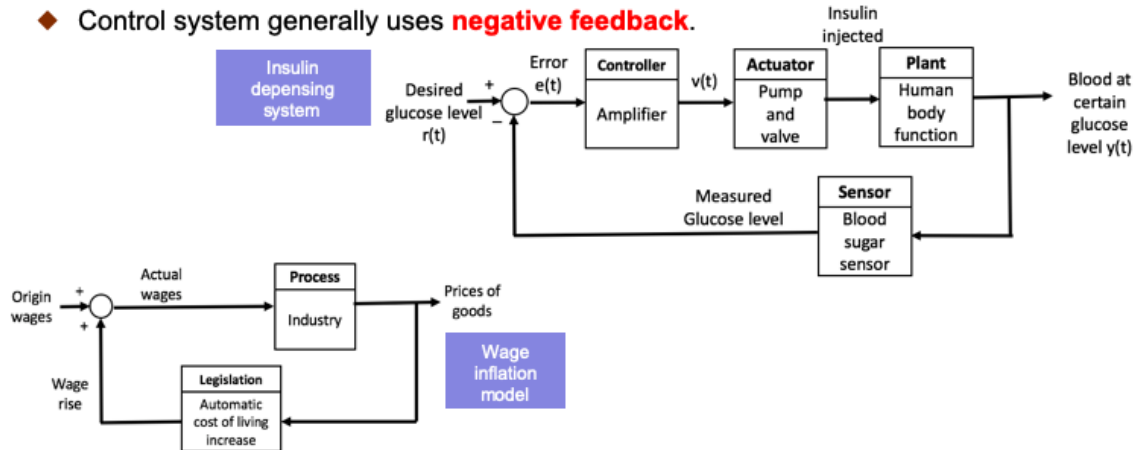 ◆ Control system generally uses negative feedback.
Insulin
depensing
system
Desired
glucose level
r(t)
+
−
Error
e(t)
Controller
Amplifier
v(t)
Actuator
Pump
and
valve
Insulin
injected
Plant
Human
body
function
Blood at
certain
glucose
level y(t)
Measured
Glucose level
Sensor
Blood
sugar
sensor
Origin
wages
+
+
Actual
wages
Process
Industry
Prices of
goods
Wage
rise
Legislation
Automatic
cost of living
increase
Wage
inflation
model